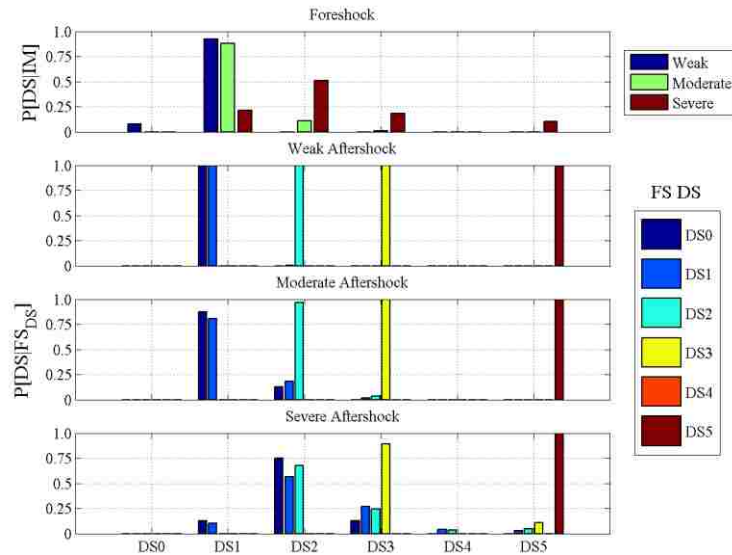 Foreshock
P[DS|IM]
1.0
0.75
0.5
0.25
0
Weak
Moderate
Severe
Weak Aftershock
1.0
0.75
0.5
0.25
0
Moderate Aftershock
P[DS|FS_DS]
1.0
0.75
0.5
0.25
0
Severe Aftershock
1.0
0.75
0.5
0.25
0
DS0 DS1 DS2 DS3 DS4 DS5
FS DS
DS0
DS1
DS2
DS3
DS4
DS5